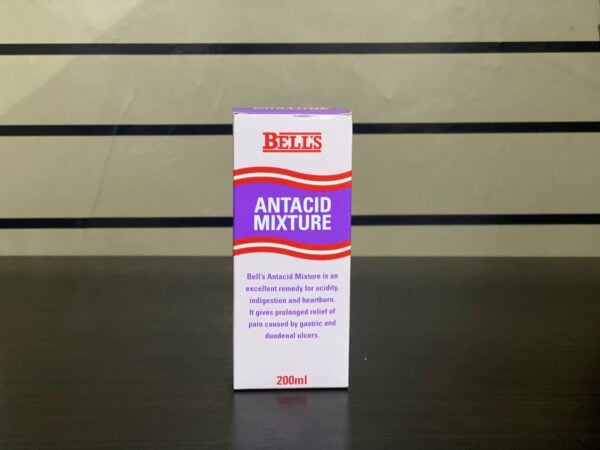 BELL'S
ANTACID
MIXTURE
Bell's Antacid Mixture is an
excellent remedy for acidity,
indigestion and heartburn.
It gives prolonged relief of
pain caused by gastric and
duodenal ulcers.
200ml